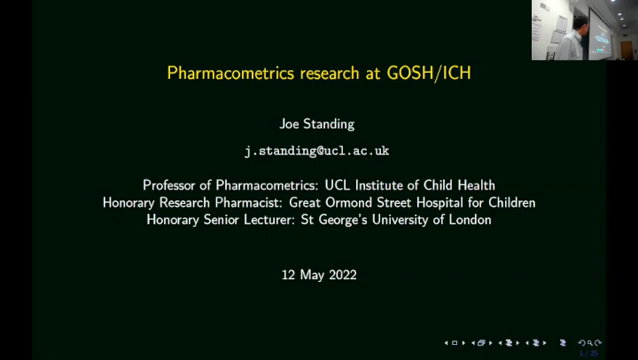 Pharmacometrics research at GOSH/ICH
Joe Standing
j.standing@ucl.ac.uk
Professor of Pharmacometrics: UCL Institute of Child Health
Honorary Research Pharmacist: Great Ormond Street Hospital for Children
Honorary Senior Lecturer: St George's University of London
12 May 2022
1 / 25